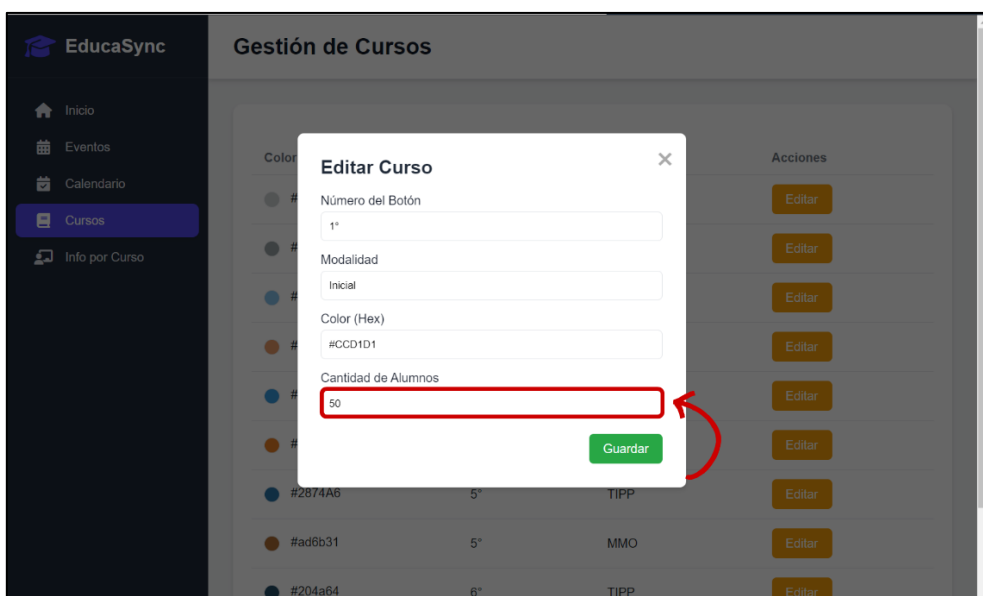 EducaSync
Gestión de Cursos
Inicio
Eventos
Calendario
Cursos
Info por Curso
Color
Acciones
Editar Curso
Número del Botón
1°
Modalidad
Inicial
Color (Hex)
#CCD1D1
Cantidad de Alumnos
50
Guardar
# Editar
# Editar
# Editar
# Editar
# Editar
# Editar
#2874A6 5° TIPP Editar
#ad6b31 5° MMO Editar
#204a64 6° TIPP Editar